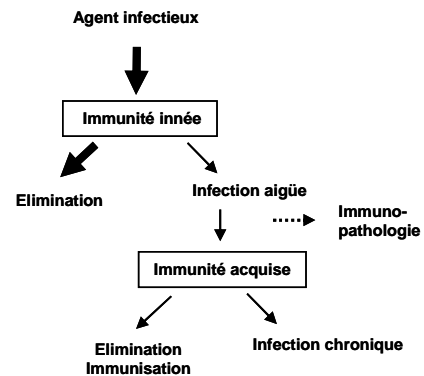 Agent infectieux
Immunité innée
Elimination
Infection aigüe
Immuno-
pathologie
Immunité acquise
Elimination
Immunisation
Infection chronique